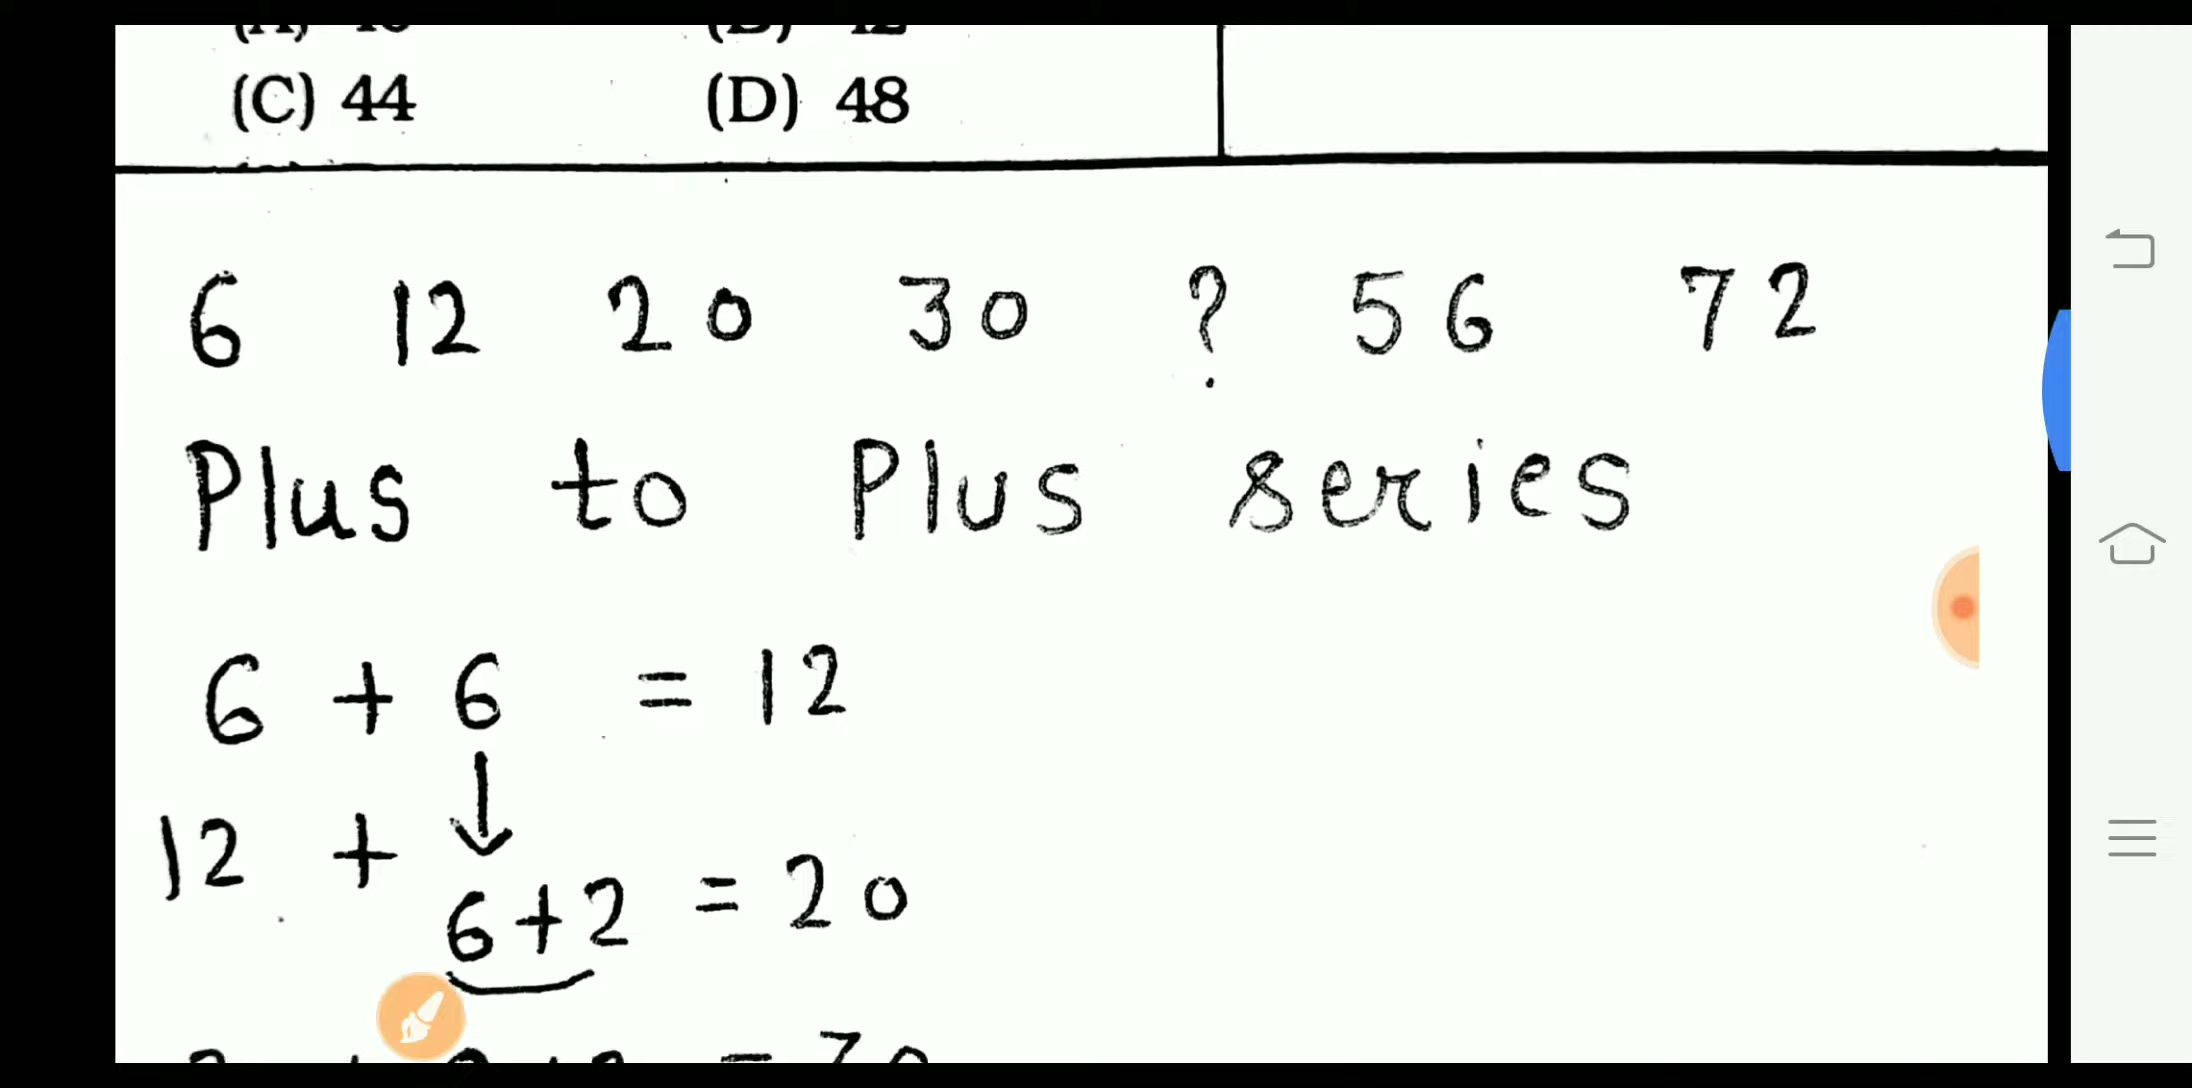 (C) 44 (D) 48
6 12 20 30 ? 56 72
Plus to Plus series
6 + 6 = 12
12 +
6+2 = 20